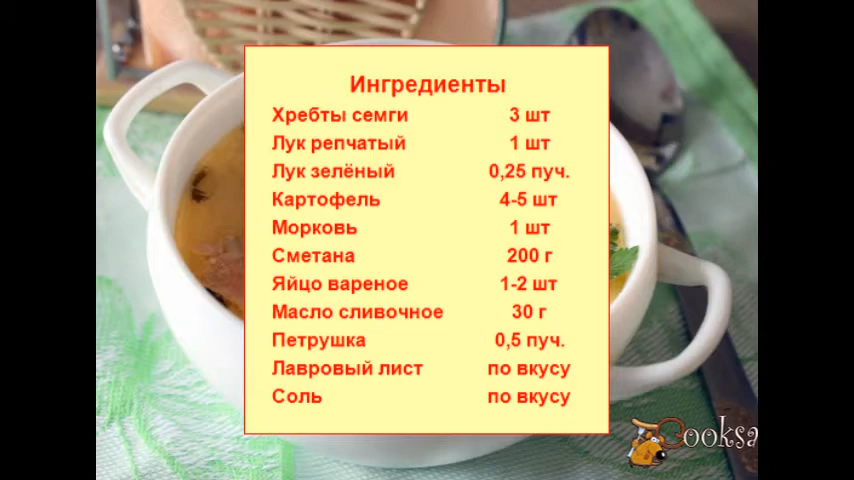 Ингредиенты
Хребты семги 3 шт
Лук репчатый 1 шт
Лук зелёный 0,25 пуч.
Картофель 4-5 шт
Морковь 1 шт
Сметана 200 г
Яйцо вареное 1-2 шт
Масло сливочное 30 г
Петрушка 0,5 пуч.
Лавровый лист по вкусу
Соль по вкусу
Cooksa